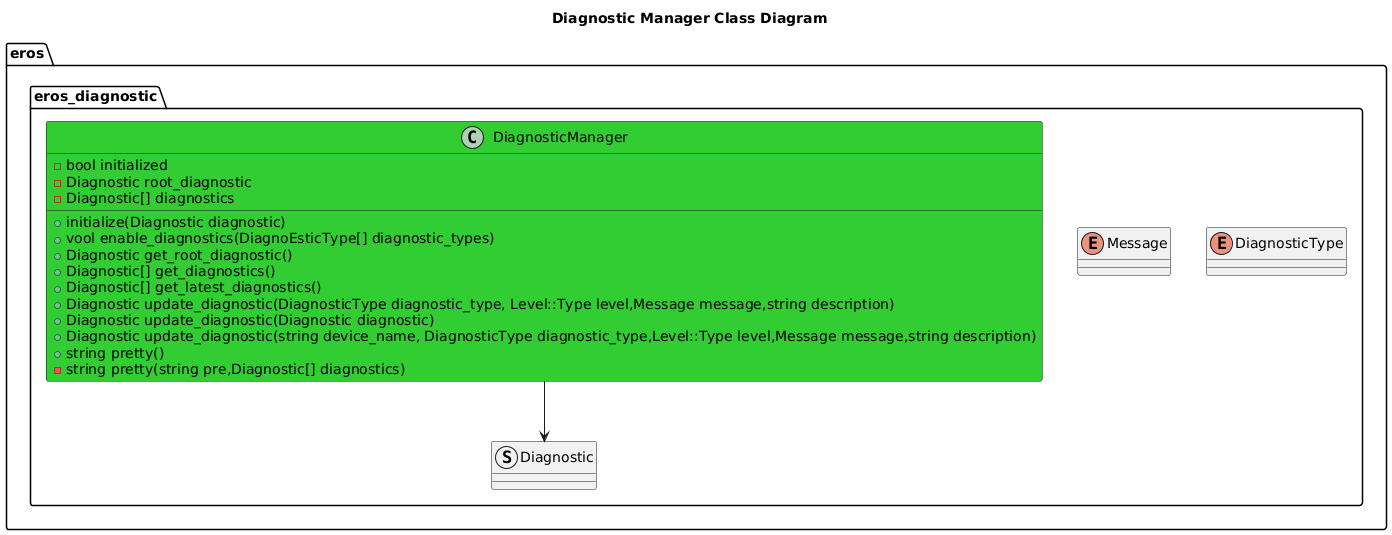 Diagnostic Manager Class Diagram
eros
eros_diagnostic
C DiagnosticManager
bool initialized
Diagnostic root_diagnostic
Diagnostic[] diagnostics
initialize(Diagnostic diagnostic)
vool enable_diagnostics(DiagnoEsticType[] diagnostic_types)
Diagnostic get_root_diagnostic()
Diagnostic[] get_diagnostics()
Diagnostic[] get_latest_diagnostics()
Diagnostic update_diagnostic(DiagnosticType diagnostic_type, Level::Type level,Message message,string description)
Diagnostic update_diagnostic(Diagnostic diagnostic)
Diagnostic update_diagnostic(string device_name, DiagnosticType diagnostic_type,Level::Type level,Message message,string description)
string pretty()
string pretty(string pre,Diagnostic[] diagnostics)
E Message
E DiagnosticType
S Diagnostic